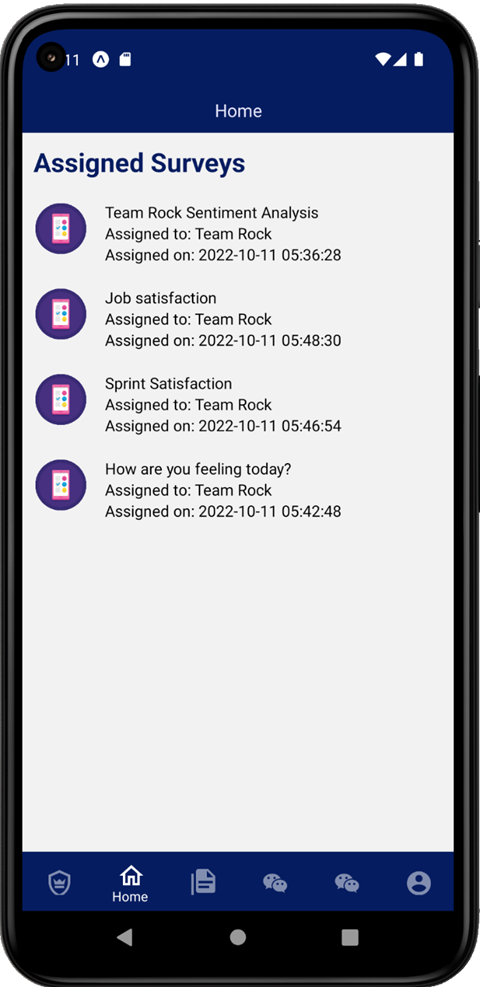 11
Home
Assigned Surveys
Team Rock Sentiment Analysis
Assigned to: Team Rock
Assigned on: 2022-10-11 05:36:28
Job satisfaction
Assigned to: Team Rock
Assigned on: 2022-10-11 05:48:30
Sprint Satisfaction
Assigned to: Team Rock
Assigned on: 2022-10-11 05:46:54
How are you feeling today?
Assigned to: Team Rock
Assigned on: 2022-10-11 05:42:48
Home